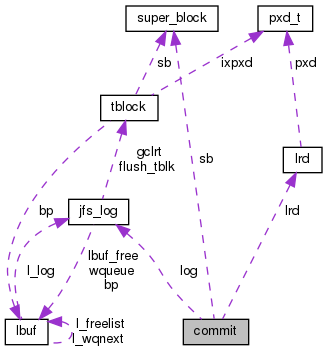 super_block
pxd_t
sb
ixpxd
pxd
tblock
gclrt
flush_tblk
sb
lrd
bp
jfs_log
lbuf_free
wqueue
bp
l_log
log
lrd
lbuf
l_freelist
l_wqnext
commit